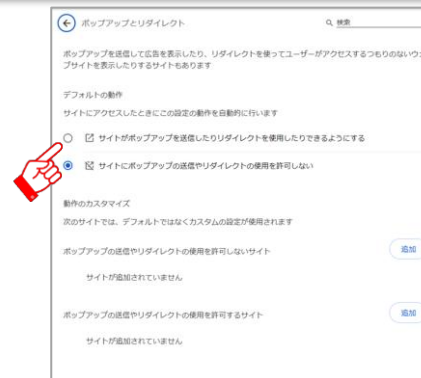 ポップアップとリダイレクト
検索
ポップアップを送信して広告を表示したり、リダイレクトを使ってユーザーがアクセスするつもりのないウェ
ブサイトを表示したりするサイトもあります
デフォルトの動作
サイトにアクセスしたときにこの設定の動作を自動的に行います
サイトがポップアップを送信したりリダイレクトを使用したりできるようにする
サイトにポップアップの送信やリダイレクトの使用を許可しない
動作のカスタマイズ
次のサイトでは、デフォルトではなくカスタムの設定が使用されます
ポップアップの送信やリダイレクトの使用を許可しないサイト
追加
サイトが追加されていません
ポップアップの送信やリダイレクトの使用を許可するサイト
追加
サイトが追加されていません